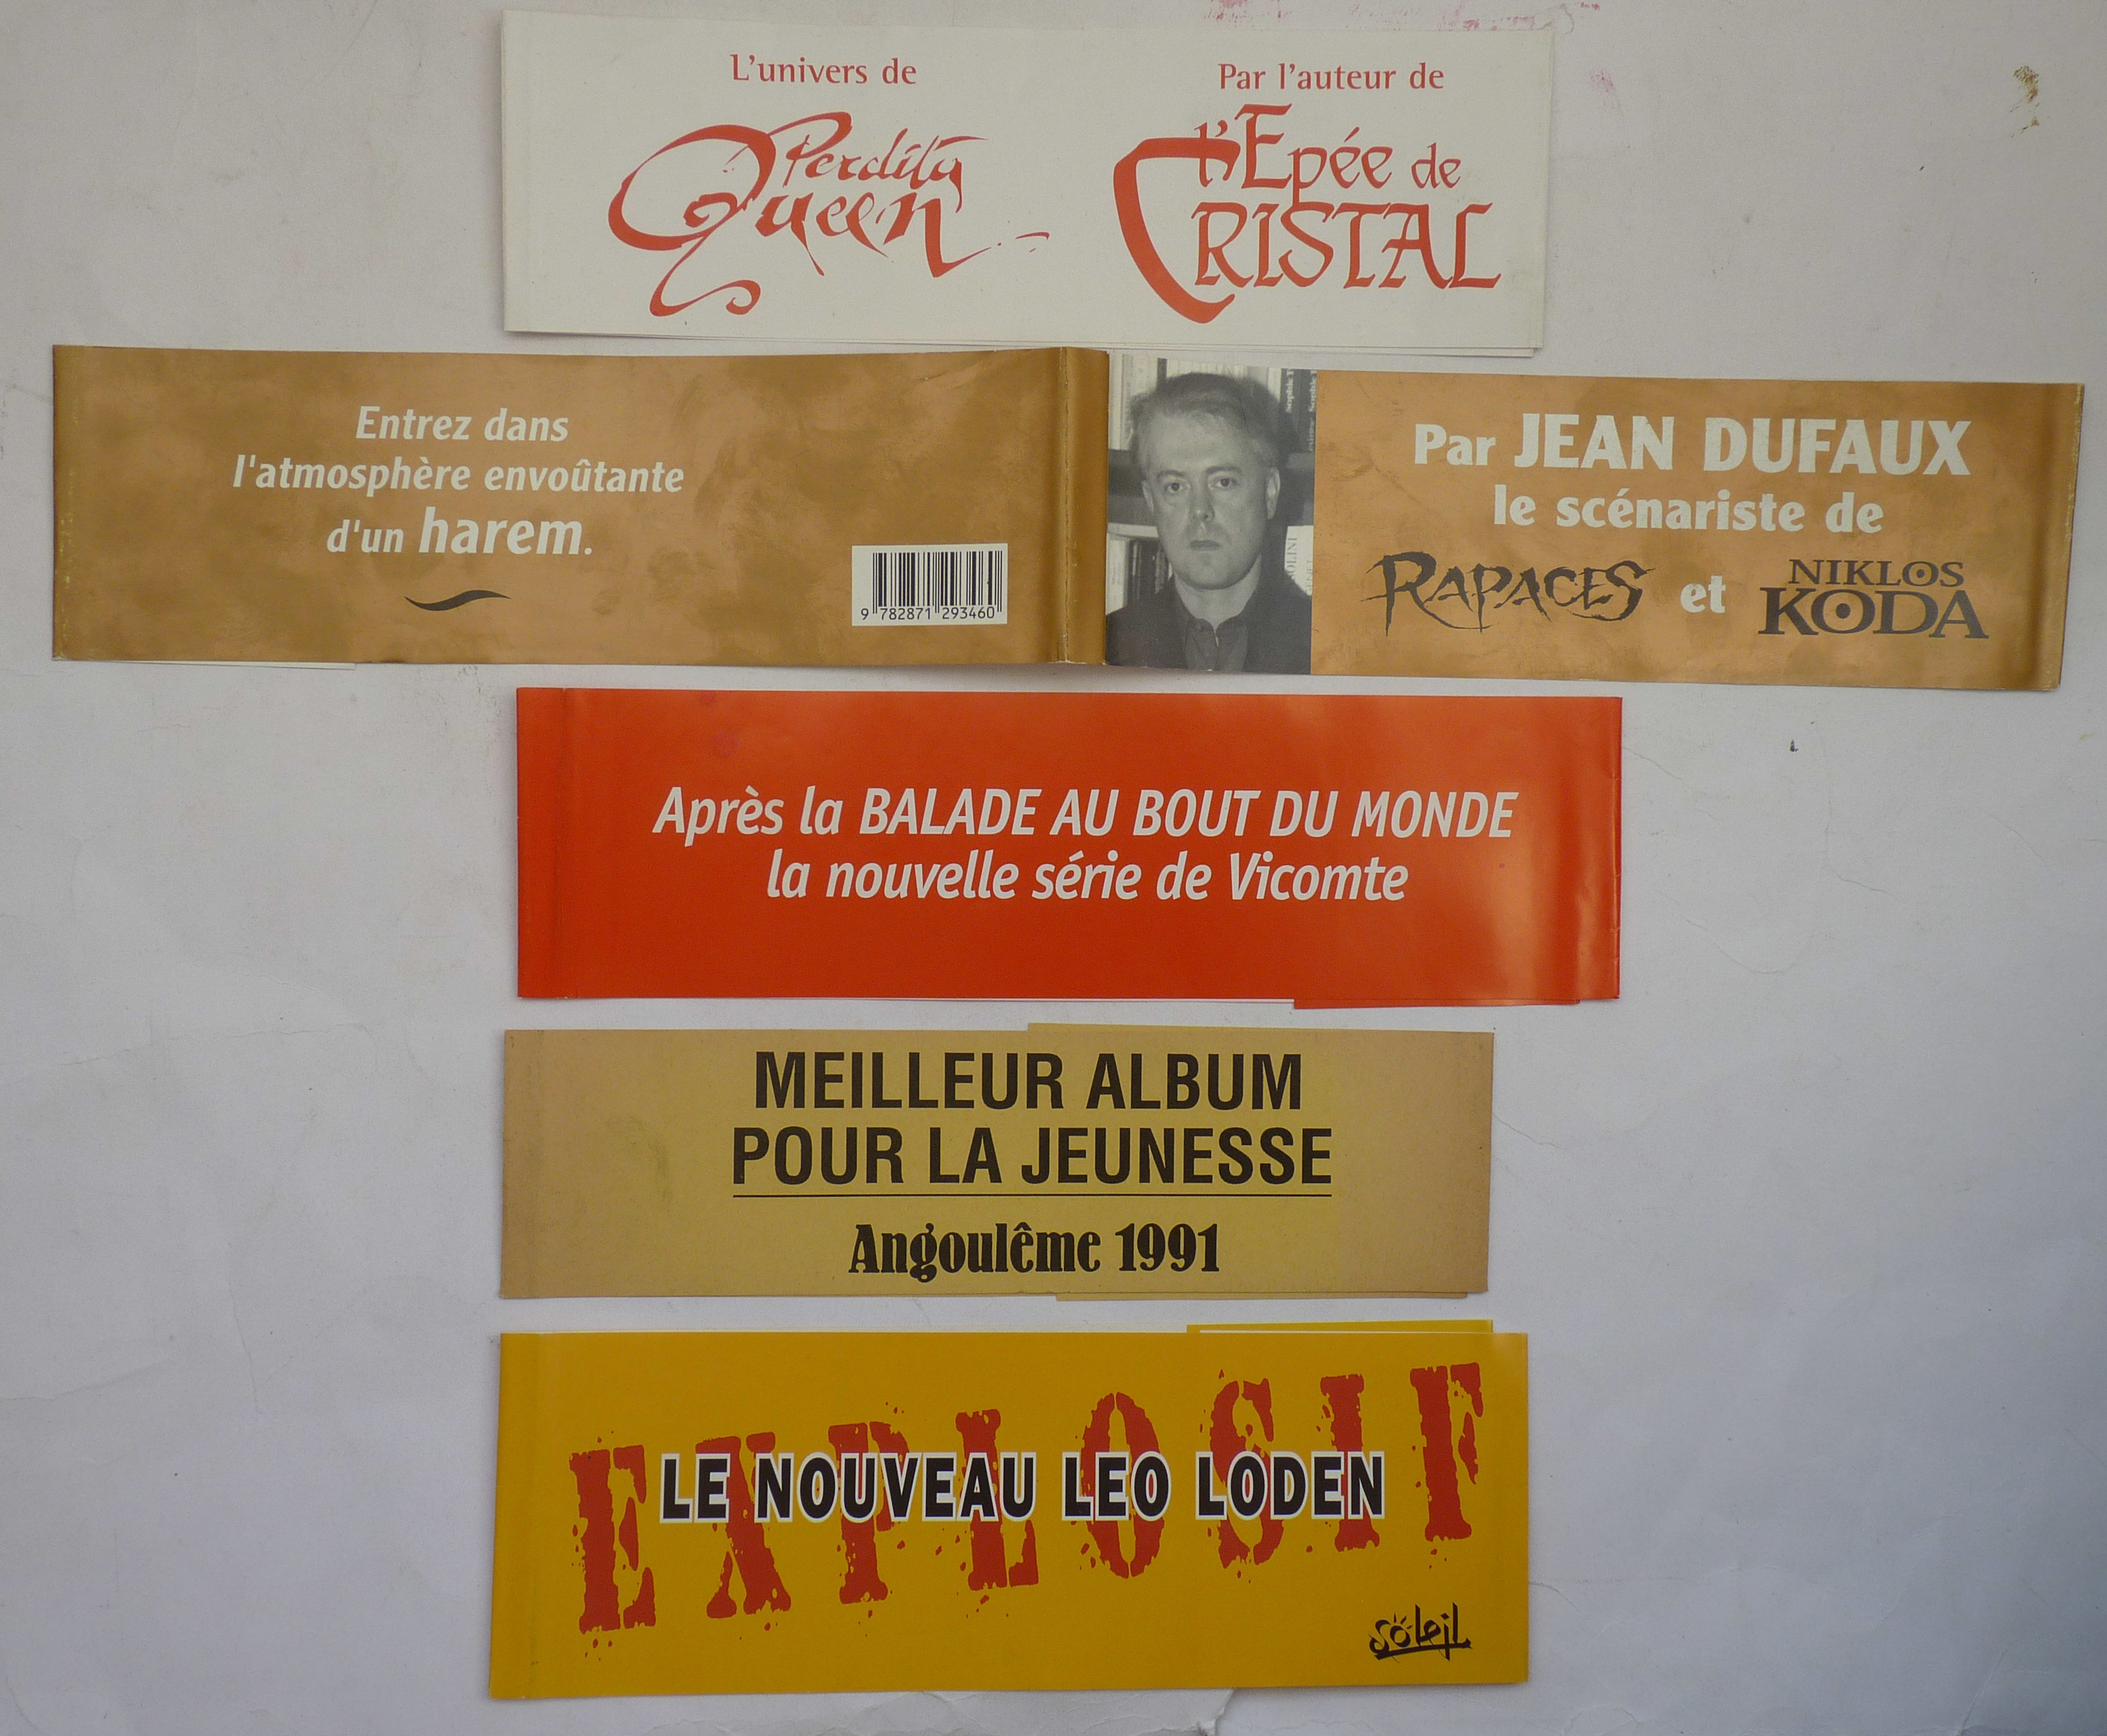 L'univers de
Perdita
Queen
Par l'auteur de
l'Epée de
CRISTAL
Entrez dans
l'atmosphère envoûtante
d'un harem.
9 782871 293460
Par JEAN DUFAUX
le scénariste de
RAPACES et NIKLOS
KODA
Après la BALADE AU BOUT DU MONDE
la nouvelle série de Vicomte
MEILLEUR ALBUM
POUR LA JEUNESSE
Angoulême 1991
EXPLOSIF
LE NOUVEAU LEO LODEN
soleil